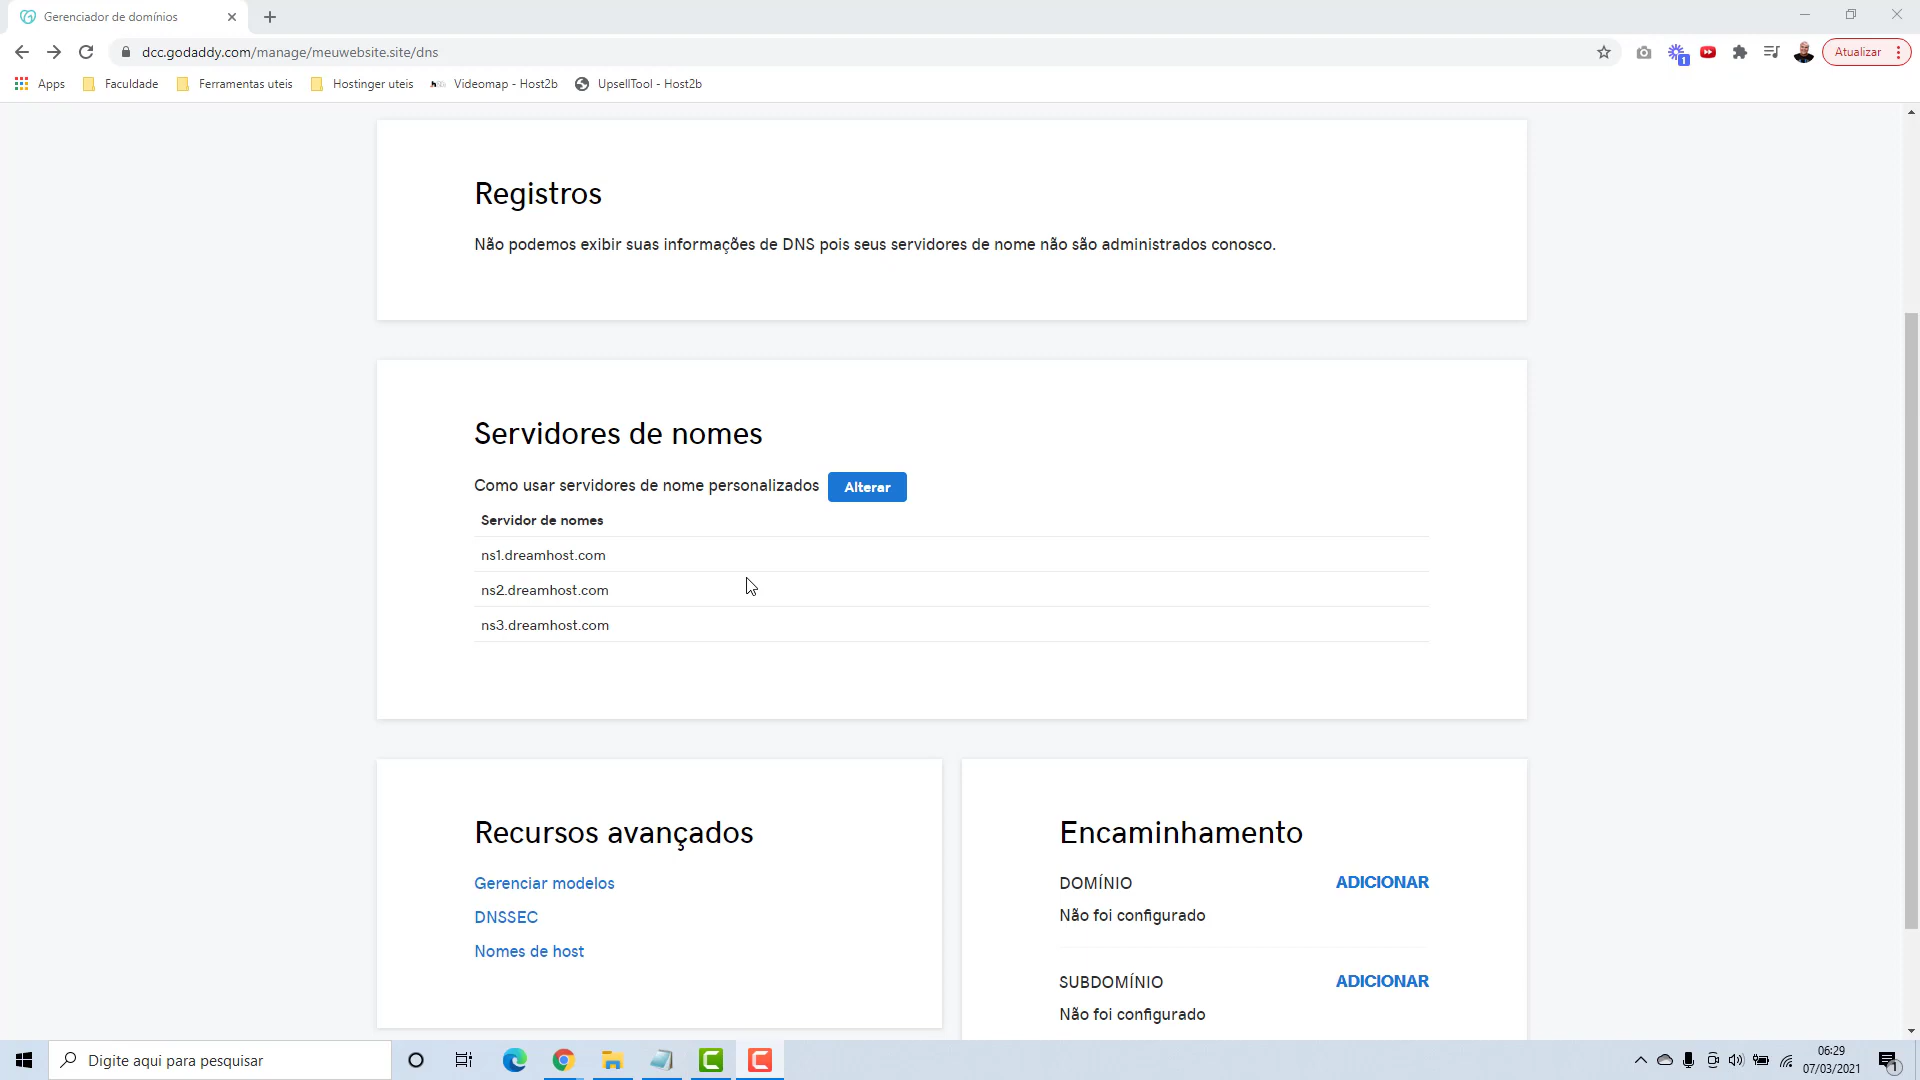 Gerenciador de domínios
dcc.godaddy.com/manage/meuwebsite.site/dns
1
Atualizar
Apps
Faculdade
Ferramentas uteis
Hostinger uteis
Videomap - Host2b
UpsellTool - Host2b
Registros
Não podemos exibir suas informações de DNS pois seus servidores de nome não são administrados conosco.
Servidores de nomes
Como usar servidores de nome personalizados
Alterar
Servidor de nomes
ns1.dreamhost.com
ns2.dreamhost.com
ns3.dreamhost.com
Recursos avançados
Gerenciar modelos
DNSSEC
Nomes de host
Encaminhamento
DOMÍNIO
ADICIONAR
Não foi configurado
SUBDOMÍNIO
ADICIONAR
Não foi configurado
Digite aqui para pesquisar
06:29
07/03/2021
1